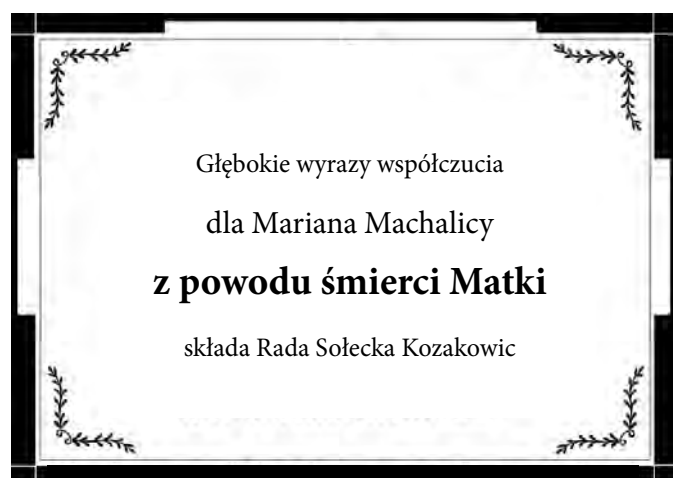 Głębokie wyrazy współczucia
dla Mariana Machalicy
z powodu śmierci Matki
składa Rada Sołecka Kozakowic